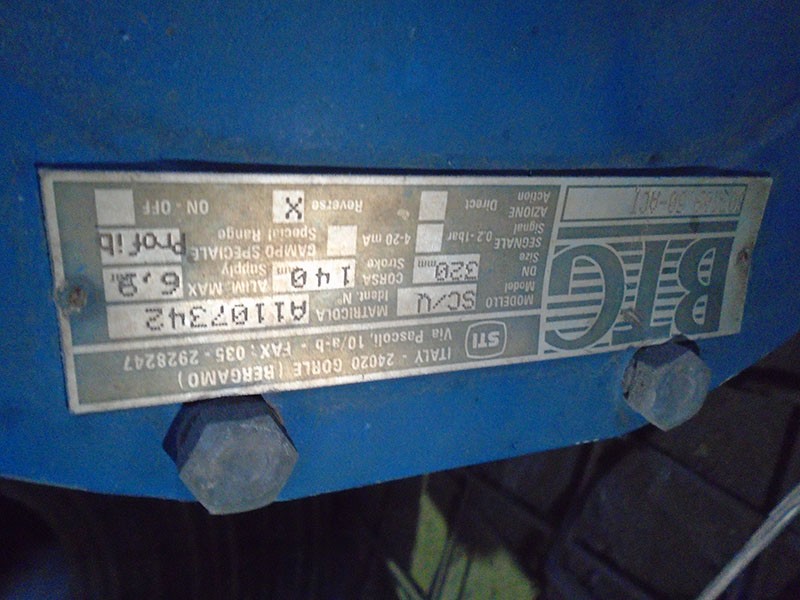 BTG
STI
ITALY - 24020 GORLE (BERGAMO)
Via Pascoli, 10/a-b - FAX: 035 - 2928247
MODELLO SC/V MATRICOLA A1107342
Model Ident. N.
DN 320 mm CORSA 140 mm ALIM. MAX 6,9
Size Stroke Supply
SEGNALE 0.2-1bar 4-20 mA CAMPO SPECIALE Profib
Signal Special Range
AZIONE Direct Reverse X ON - OFF
Action